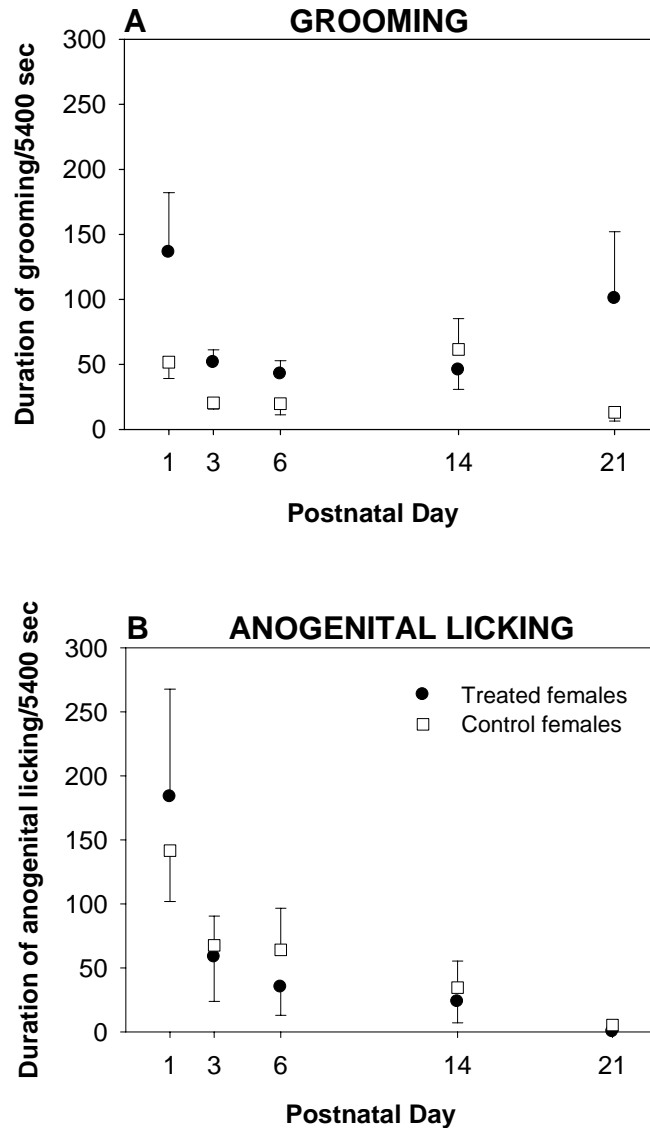 A GROOMING
300
250
200
150
100
50
0
Duration of grooming/5400 sec
1 3 6 14 21
Postnatal Day
B ANOGENITAL LICKING
300
250
200
150
100
50
0
Duration of anogenital licking/5400 sec
Treated females
Control females
1 3 6 14 21
Postnatal Day